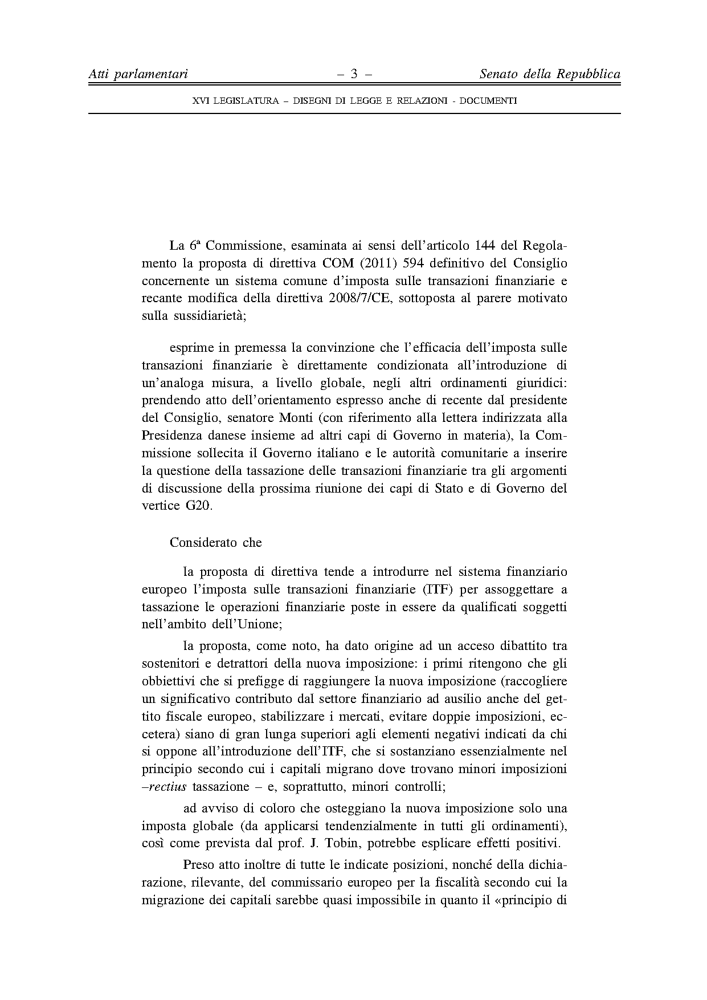 Atti parlamentari – 3 – Senato della Repubblica
XVI LEGISLATURA – DISEGNI DI LEGGE E RELAZIONI - DOCUMENTI
La 6ª Commissione, esaminata ai sensi dell’articolo 144 del Regola-
mento la proposta di direttiva COM (2011) 594 definitivo del Consiglio
concernente un sistema comune d’imposta sulle transazioni finanziarie e
recante modifica della direttiva 2008/7/CE, sottoposta al parere motivato
sulla sussidiarietà;
esprime in premessa la convinzione che l’efficacia dell’imposta sulle
transazioni finanziarie è direttamente condizionata all’introduzione di
un’analoga misura, a livello globale, negli altri ordinamenti giuridici:
prendendo atto dell’orientamento espresso anche di recente dal presidente
del Consiglio, senatore Monti (con riferimento alla lettera indirizzata alla
Presidenza danese insieme ad altri capi di Governo in materia), la Com-
missione sollecita il Governo italiano e le autorità comunitarie a inserire
la questione della tassazione delle transazioni finanziarie tra gli argomenti
di discussione della prossima riunione dei capi di Stato e di Governo del
vertice G20.
Considerato che
la proposta di direttiva tende a introdurre nel sistema finanziario
europeo l’imposta sulle transazioni finanziarie (ITF) per assoggettare a
tassazione le operazioni finanziarie poste in essere da qualificati soggetti
nell’ambito dell’Unione;
la proposta, come noto, ha dato origine ad un acceso dibattito tra
sostenitori e detrattori della nuova imposizione: i primi ritengono che gli
obbiettivi che si prefigge di raggiungere la nuova imposizione (raccogliere
un significativo contributo dal settore finanziario ad ausilio anche del get-
tito fiscale europeo, stabilizzare i mercati, evitare doppie imposizioni, ec-
cetera) siano di gran lunga superiori agli elementi negativi indicati da chi
si oppone all’introduzione dell’ITF, che si sostanziano essenzialmente nel
principio secondo cui i capitali migrano dove trovano minori imposizioni
–rectius tassazione – e, soprattutto, minori controlli;
ad avviso di coloro che osteggiano la nuova imposizione solo una
imposta globale (da applicarsi tendenzialmente in tutti gli ordinamenti),
così come prevista dal prof. J. Tobin, potrebbe esplicare effetti positivi.
Preso atto inoltre di tutte le indicate posizioni, nonché della dichia-
razione, rilevante, del commissario europeo per la fiscalità secondo cui la
migrazione dei capitali sarebbe quasi impossibile in quanto il «principio di